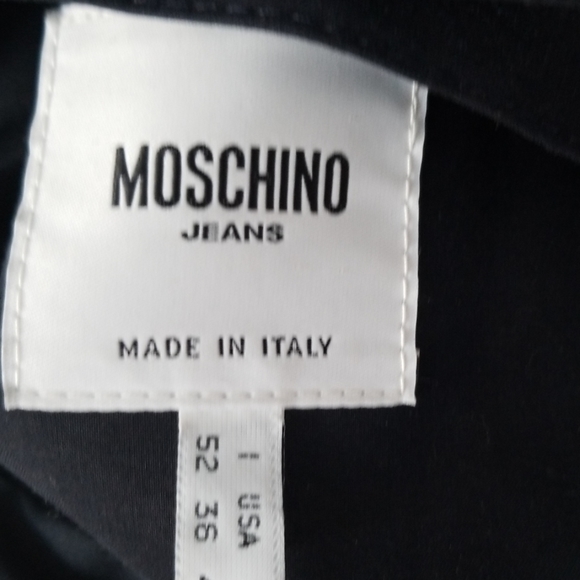 MOSCHINO
JEANS
MADE IN ITALY
I USA
52 36